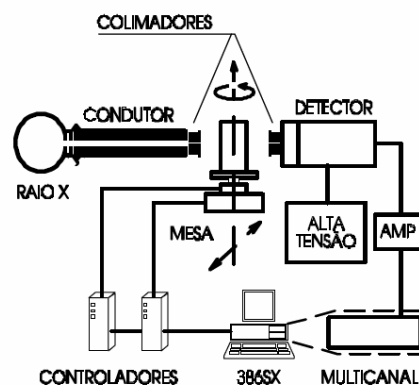 COLIMADORES
CONDUTOR
DETECTOR
RAIO X
MESA
ALTA
TENSÃO
AMP
CONTROLADORES
386SX
MULTICANAL